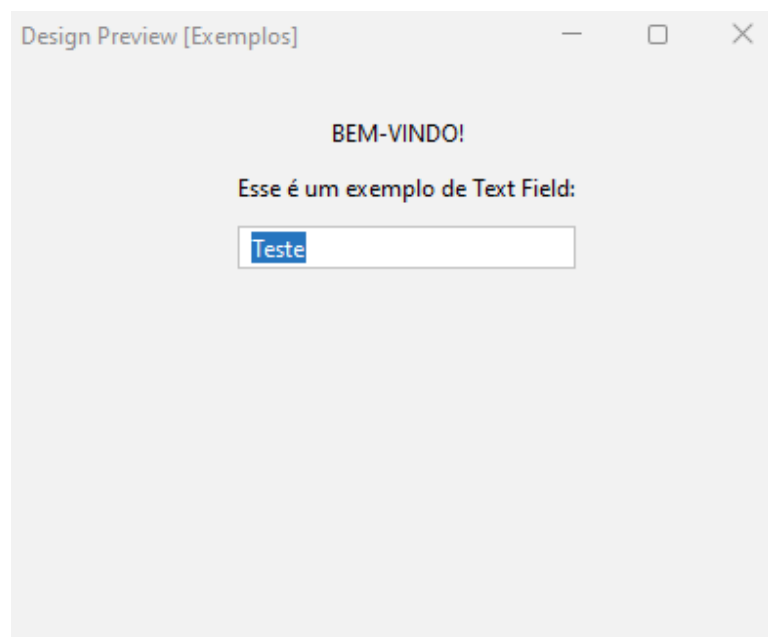 Design Preview [Exemplos]
BEM-VINDO!
Esse é um exemplo de Text Field:
Teste